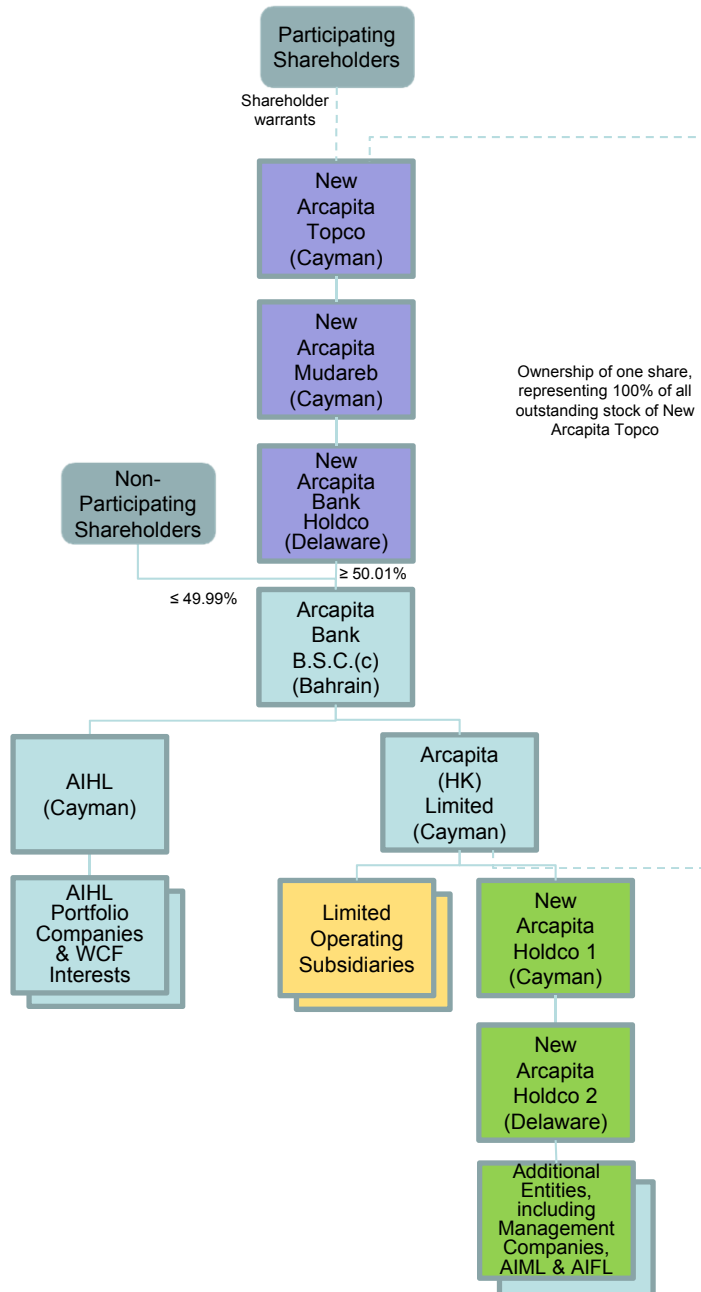 Participating
Shareholders
Shareholder
warrants
New
Arcapita
Topco
(Cayman)
New
Arcapita
Mudareb
(Cayman)
Ownership of one share,
representing 100% of all
outstanding stock of New
Arcapita Topco
New
Arcapita
Bank
Holdco
(Delaware)
Non-
Participating
Shareholders
≥ 50.01%
≤ 49.99%
Arcapita
Bank
B.S.C.(c)
(Bahrain)
AIHL
(Cayman)
Arcapita
(HK)
Limited
(Cayman)
AIHL
Portfolio
Companies
& WCF
Interests
Limited
Operating
Subsidiaries
New
Arcapita
Holdco 1
(Cayman)
New
Arcapita
Holdco 2
(Delaware)
Additional
Entities,
including
Management
Companies,
AIML & AIFL